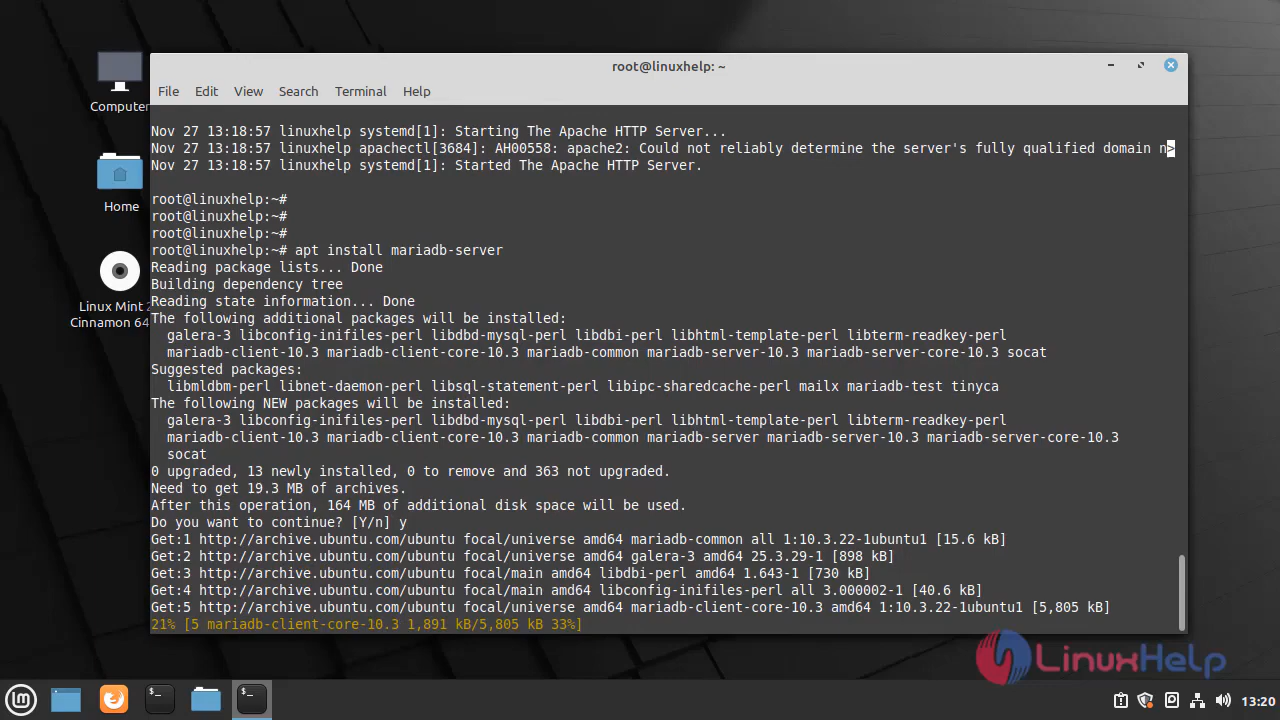 root@linuxhelp: ~
File Edit View Search Terminal Help
Computer
Home
Linux Mint 2
Cinnamon 64
Nov 27 13:18:57 linuxhelp systemd[1]: Starting The Apache HTTP Server...
Nov 27 13:18:57 linuxhelp apachectl[3684]: AH00558: apache2: Could not reliably determine the server's fully qualified domain n>
Nov 27 13:18:57 linuxhelp systemd[1]: Started The Apache HTTP Server.
root@linuxhelp:~#
root@linuxhelp:~#
root@linuxhelp:~#
root@linuxhelp:~# apt install mariadb-server
Reading package lists... Done
Building dependency tree
Reading state information... Done
The following additional packages will be installed:
galera-3 libconfig-inifiles-perl libdbd-mysql-perl libdbi-perl libhtml-template-perl libterm-readkey-perl
mariadb-client-10.3 mariadb-client-core-10.3 mariadb-common mariadb-server-10.3 mariadb-server-core-10.3 socat
Suggested packages:
libmldbm-perl libnet-daemon-perl libsql-statement-perl libipc-sharedcache-perl mailx mariadb-test tinyca
The following NEW packages will be installed:
galera-3 libconfig-inifiles-perl libdbd-mysql-perl libdbi-perl libhtml-template-perl libterm-readkey-perl
mariadb-client-10.3 mariadb-client-core-10.3 mariadb-common mariadb-server mariadb-server-10.3 mariadb-server-core-10.3
socat
0 upgraded, 13 newly installed, 0 to remove and 363 not upgraded.
Need to get 19.3 MB of archives.
After this operation, 164 MB of additional disk space will be used.
Do you want to continue? [Y/n] y
Get:1 http://archive.ubuntu.com/ubuntu focal/universe amd64 mariadb-common all 1:10.3.22-1ubuntu1 [15.6 kB]
Get:2 http://archive.ubuntu.com/ubuntu focal/universe amd64 galera-3 amd64 25.3.29-1 [898 kB]
Get:3 http://archive.ubuntu.com/ubuntu focal/main amd64 libdbi-perl amd64 1.643-1 [730 kB]
Get:4 http://archive.ubuntu.com/ubuntu focal/main amd64 libconfig-inifiles-perl all 3.000002-1 [40.6 kB]
Get:5 http://archive.ubuntu.com/ubuntu focal/universe amd64 mariadb-client-core-10.3 amd64 1:10.3.22-1ubuntu1 [5,805 kB]
21% [5 mariadb-client-core-10.3 1,891 kB/5,805 kB 33%]
LinuxHelp
13:20